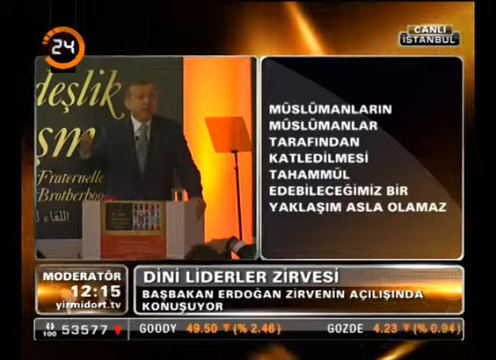 24
CANLI
İSTANBUL
deşlik
şm
Fraternelle
Brotherhood
MÜSLÜMANLARIN
MÜSLÜMANLAR
TARAFINDAN
KATLEDİLMESİ
TAHAMMÜL
EDEBİLECEĞİMİZ BİR
YAKLAŞIM ASLA OLAMAZ
MODERATÖR
12:15
yirmidort.tv
DİNİ LİDERLER ZİRVESİ
BAŞBAKAN ERDOĞAN ZİRVENİN AÇILIŞINDA
KONUŞUYOR
100 53577 ▼ GOODY 49.50 ▼ (% 2.46) GOZDE 4.23 ▼ (% 0.94)